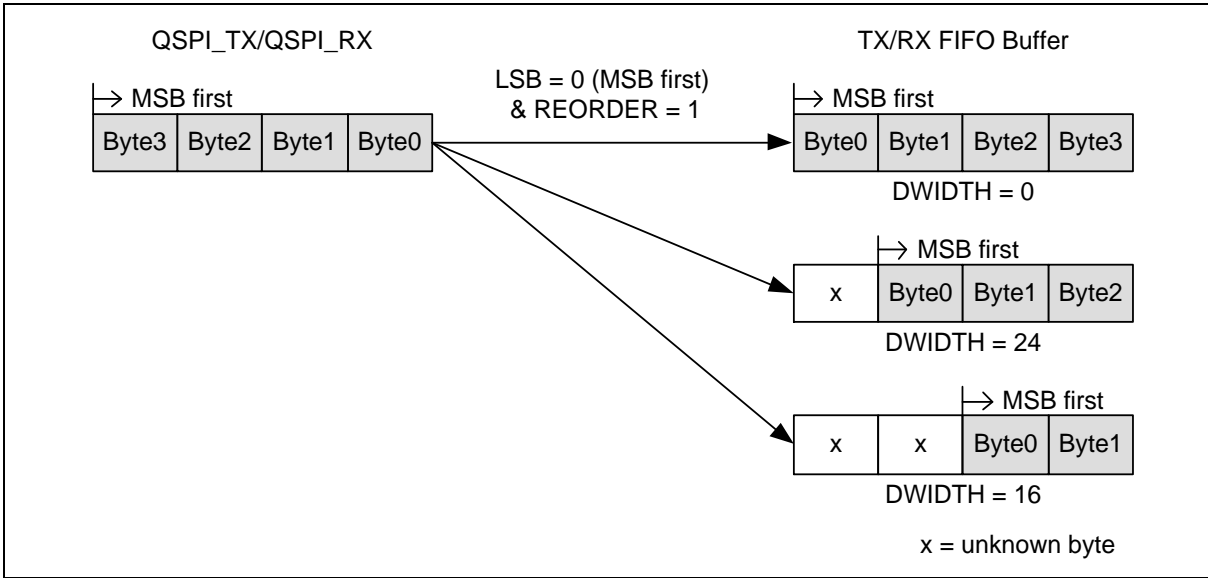 QSPI_TX/QSPI_RX
TX/RX FIFO Buffer
LSB = 0 (MSB first)
& REORDER = 1
MSB first
Byte3 Byte2 Byte1 Byte0
MSB first
Byte0 Byte1 Byte2 Byte3
DWIDTH = 0
MSB first
x Byte0 Byte1 Byte2
DWIDTH = 24
MSB first
x x Byte0 Byte1
DWIDTH = 16
x = unknown byte